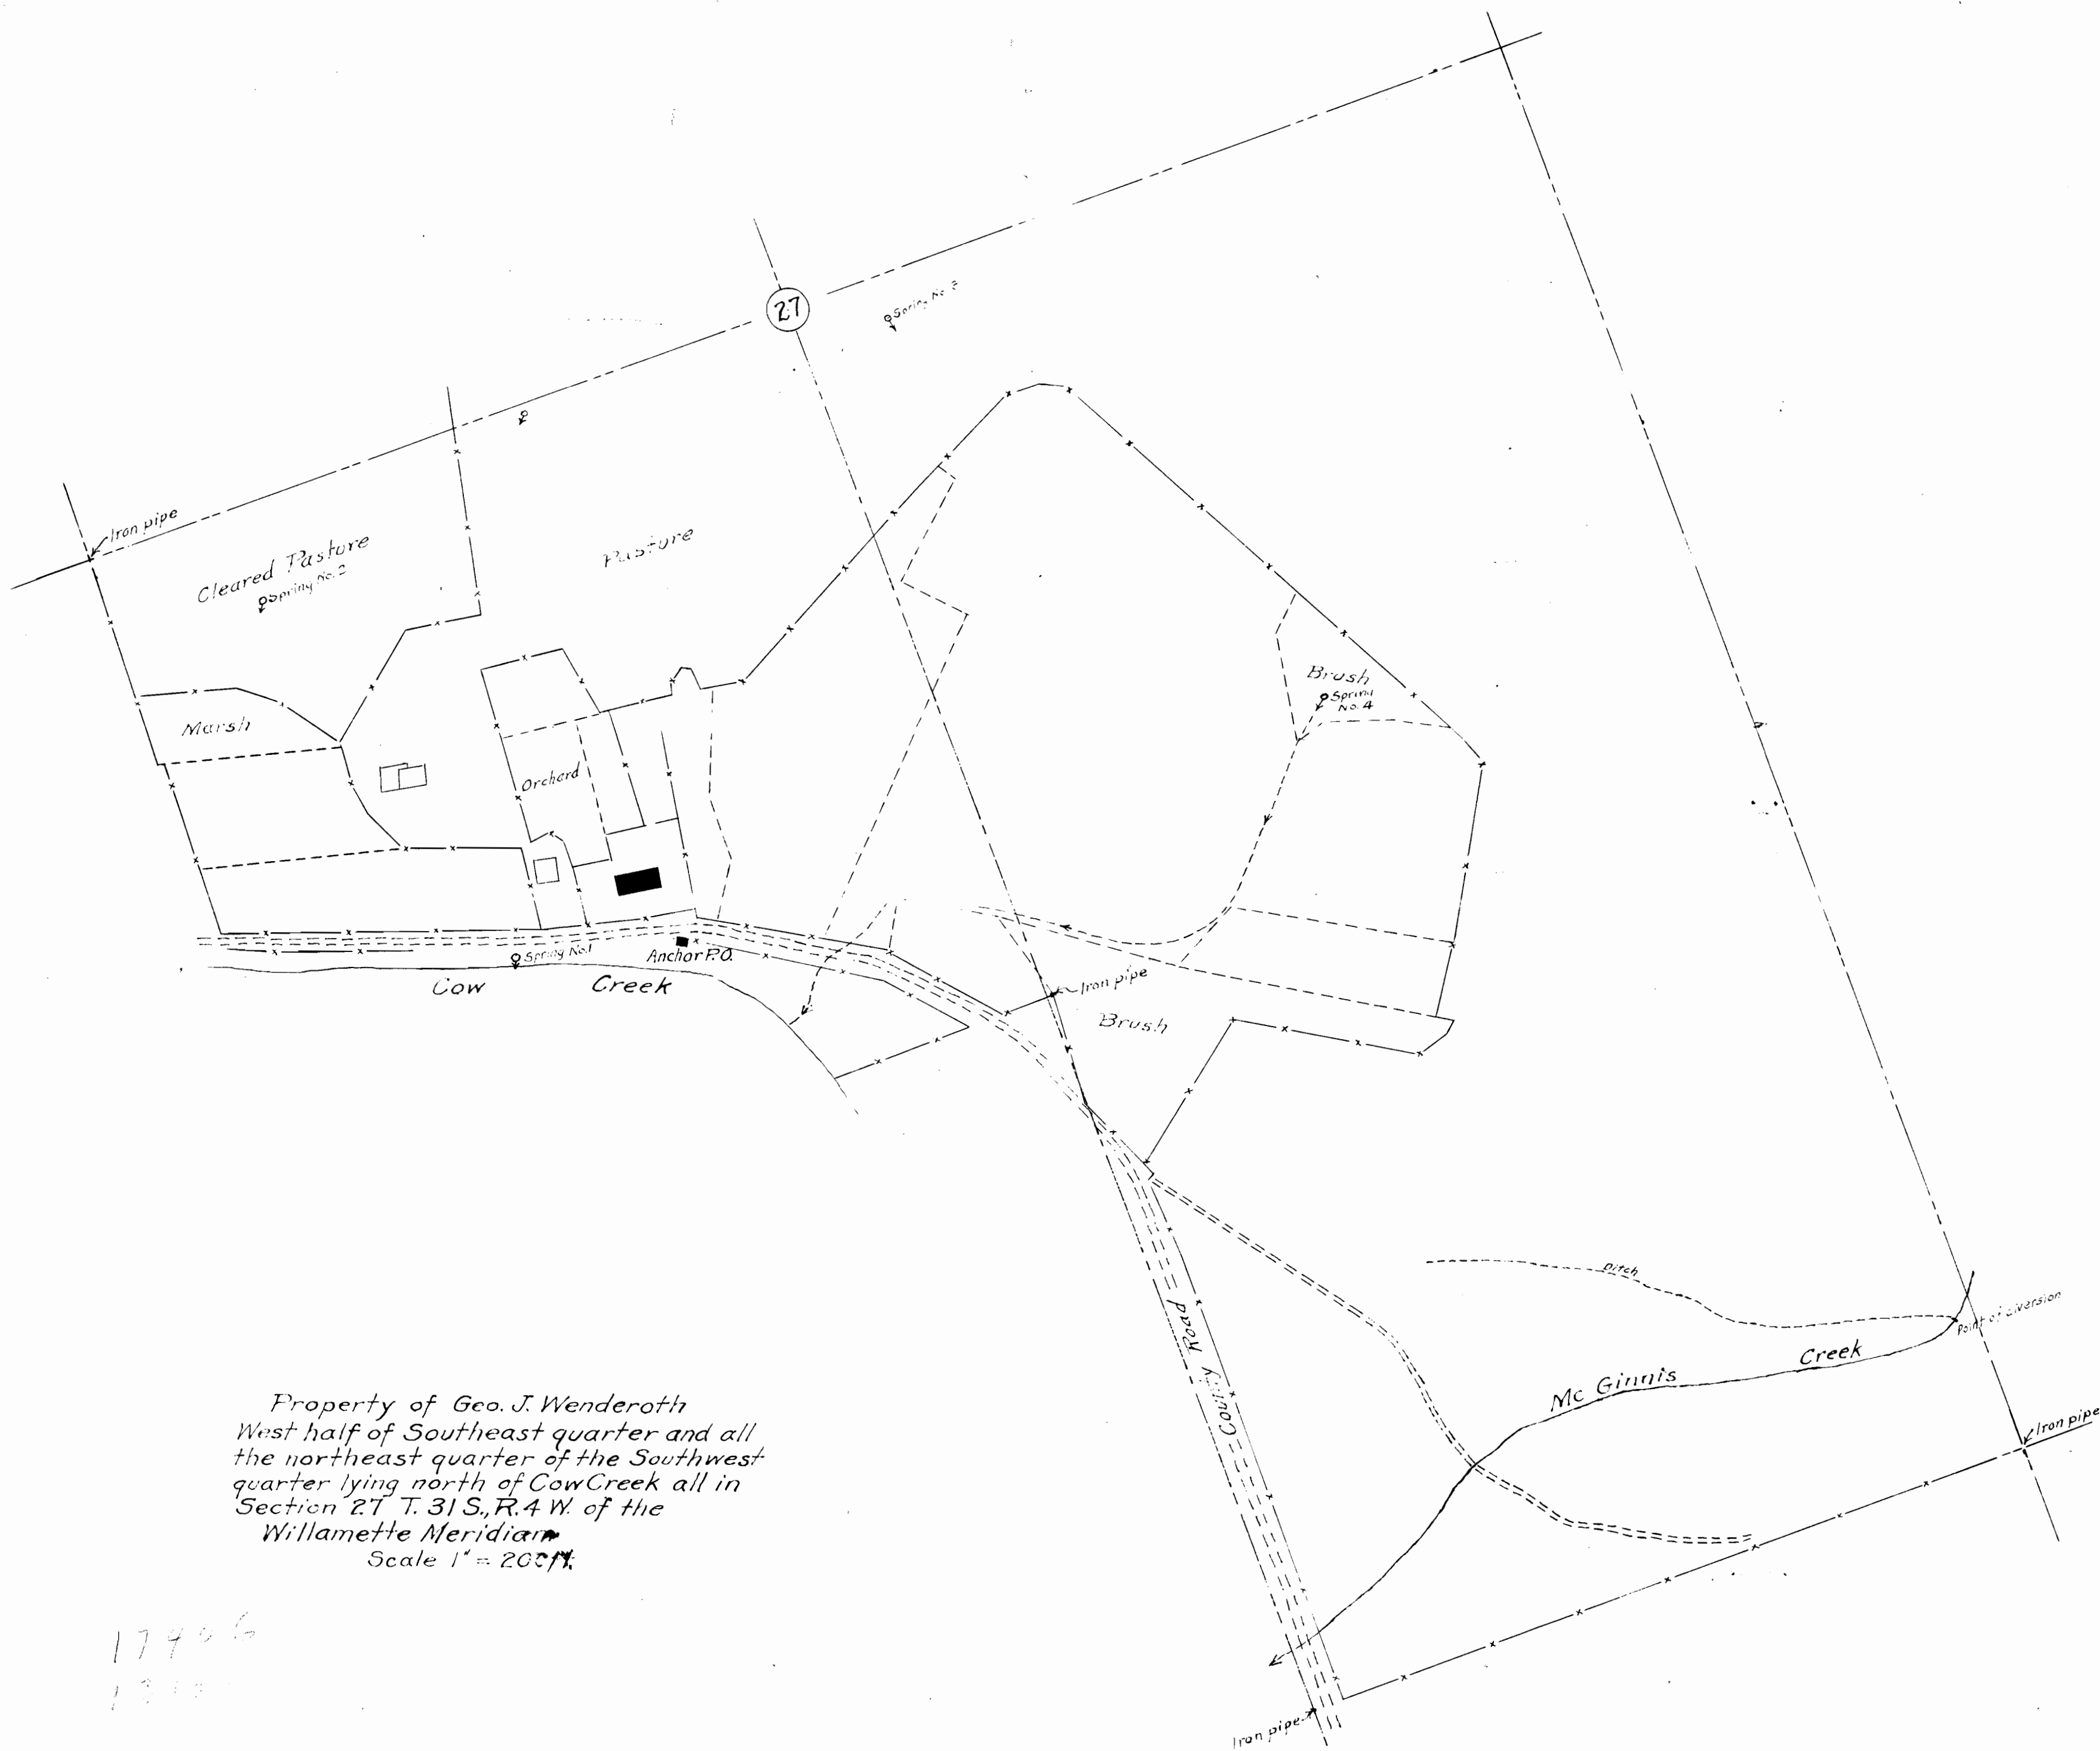 27
Spring No. 3
Iron pipe
Cleared Pasture
Spring No. 2
Pasture
Brush
Spring
No. 4
Marsh
Orchard
Spring No. 1
Anchor P.O.
Cow Creek
Iron pipe
Brush
County Road
Ditch
Point of diversion
Mc Ginnis Creek
Iron pipe
Iron pipe
Property of Geo. J. Wenderoth
West half of Southeast quarter and all
the northeast quarter of the Southwest
quarter lying north of Cow Creek all in
Section 27 T. 31 S., R. 4 W. of the
Willamette Meridian
Scale 1" = 200 ft.